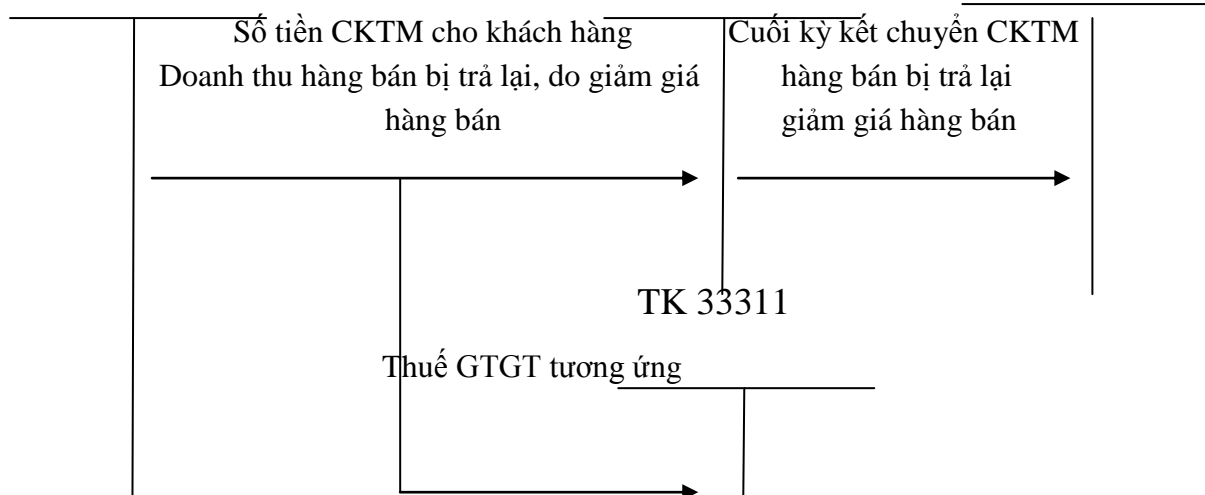 Số tiền CKTM cho khách hàng
Doanh thu hàng bán bị trả lại, do giảm giá
hàng bán
Cuối kỳ kết chuyển CKTM
hàng bán bị trả lại
giảm giá hàng bán
TK 33311
Thuế GTGT tương ứng